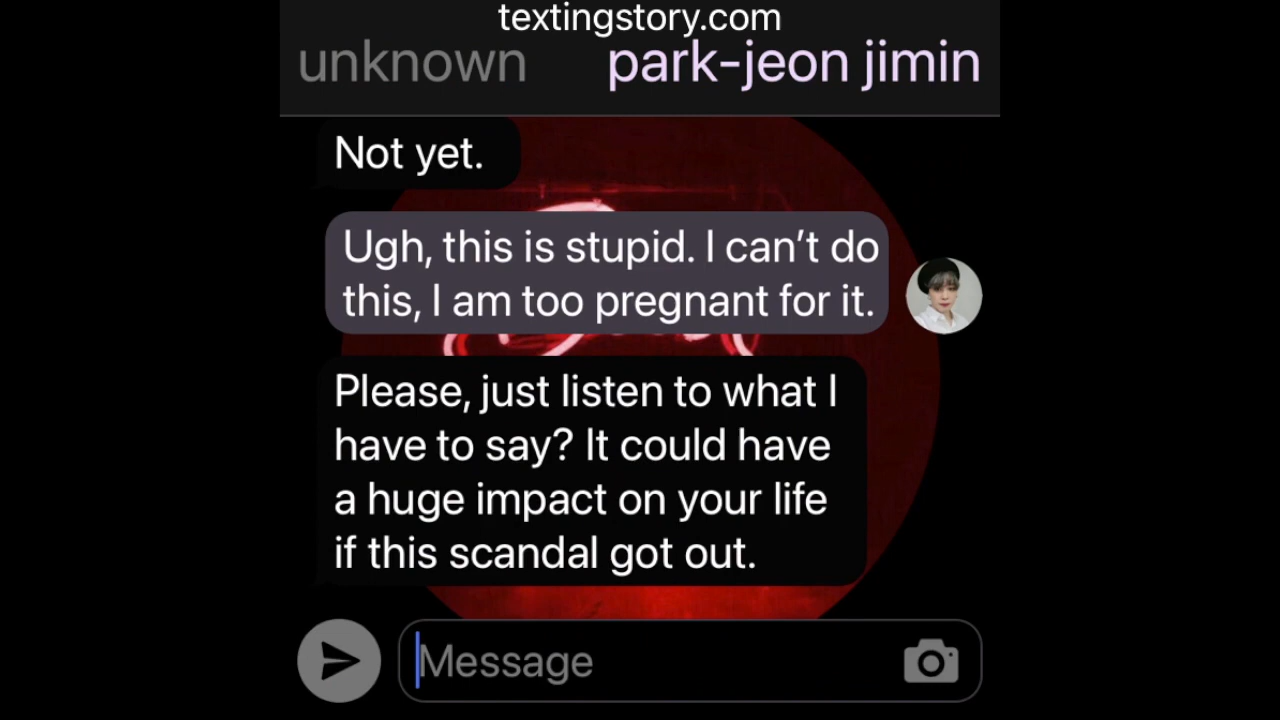 textingstory.com
unknown park-jeon jimin
Not yet.
Ugh, this is stupid. I can’t do
this, I am too pregnant for it.
Please, just listen to what I
have to say? It could have
a huge impact on your life
if this scandal got out.
Message